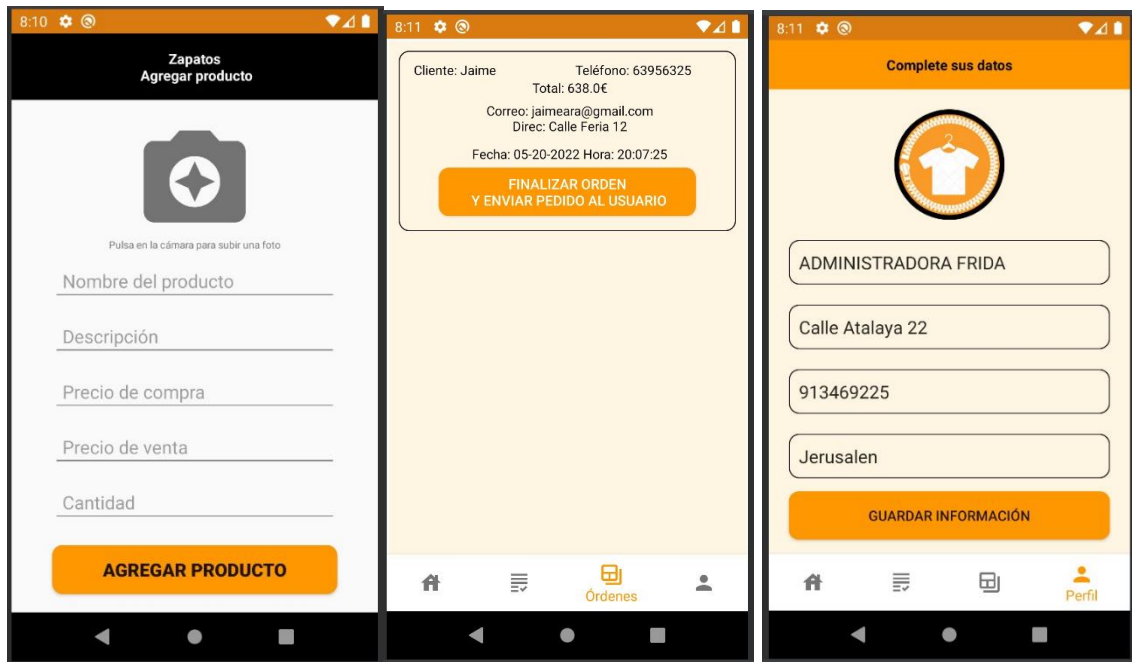 8:10
Zapatos
Agregar producto
Pulsa en la cámara para subir una foto
Nombre del producto
Descripción
Precio de compra
Precio de venta
Cantidad
AGREGAR PRODUCTO
8:11
Cliente: Jaime Teléfono: 63956325
Total: 638.0€
Correo: jaimeara@gmail.com
Direc: Calle Feria 12
Fecha: 05-20-2022 Hora: 20:07:25
FINALIZAR ORDEN
Y ENVIAR PEDIDO AL USUARIO
Órdenes
8:11
Complete sus datos
ADMINISTRADORA FRIDA
Calle Atalaya 22
913469225
Jerusalen
GUARDAR INFORMACIÓN
Perfil